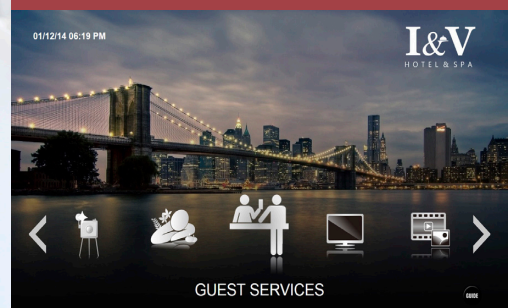 01/12/14 06:19 PM
I&V
HOTEL & SPA
GUEST SERVICES
GUIDE